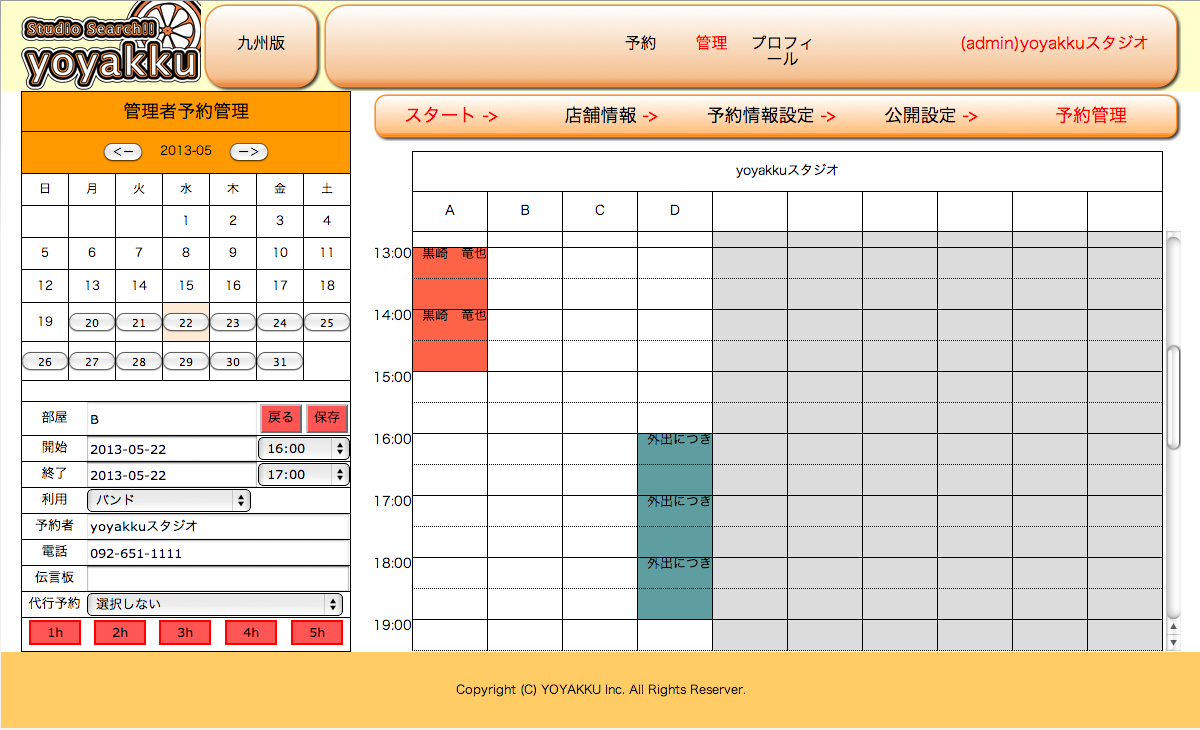 Studio Search!!
yoyakku
九州版
予約 管理 プロフィ
ール
(admin)yoyakkuスタジオ
管理者予約管理
<-- 2013-05 -->
日 月 火 水 木 金 土
1 2 3 4
5 6 7 8 9 10 11
12 13 14 15 16 17 18
19 20 21 22 23 24 25
26 27 28 29 30 31
部屋 B 戻る 保存
開始 2013-05-22 16:00
終了 2013-05-22 17:00
利用 バンド
予約者 yoyakkuスタジオ
電話 092-651-1111
伝言板
代行予約 選択しない
1h 2h 3h 4h 5h
スタート -> 店舗情報 -> 予約情報設定 -> 公開設定 -> 予約管理
yoyakkuスタジオ
A B C D
13:00 黒崎 竜也
14:00 黒崎 竜也
15:00
16:00 外出につき
17:00 外出につき
18:00 外出につき
19:00
Copyright (C) YOYAKKU Inc. All Rights Reserver.